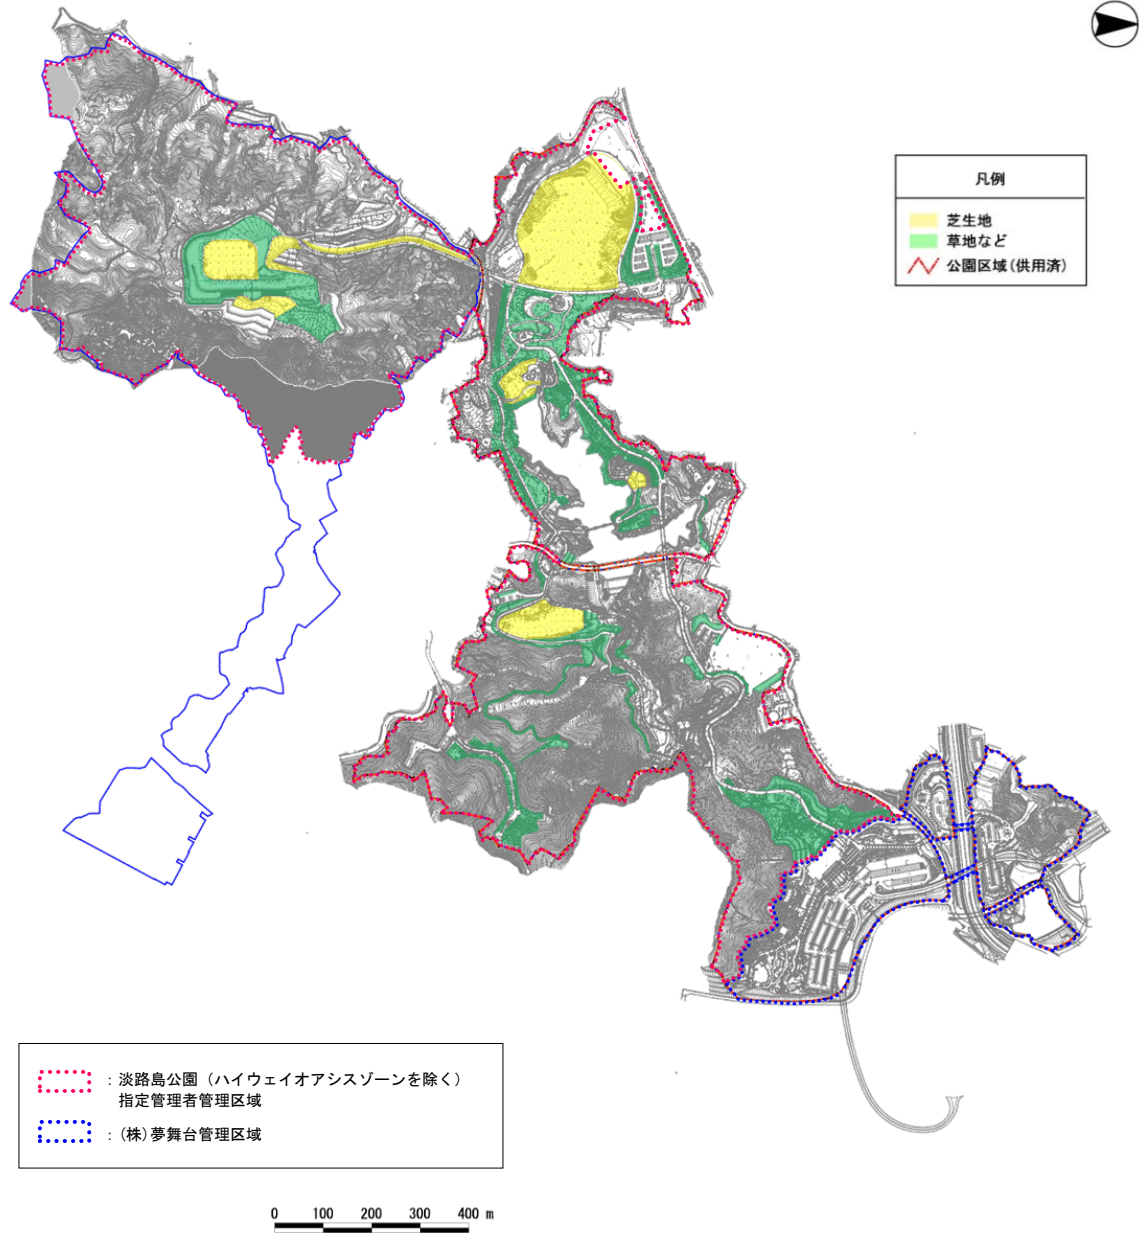 凡例
芝生地
草地など
公園区域(供用済)
：淡路島公園（ハイウェイオアシスゾーンを除く）
指定管理者管理区域
：(株)夢舞台管理区域
0 100 200 300 400 m